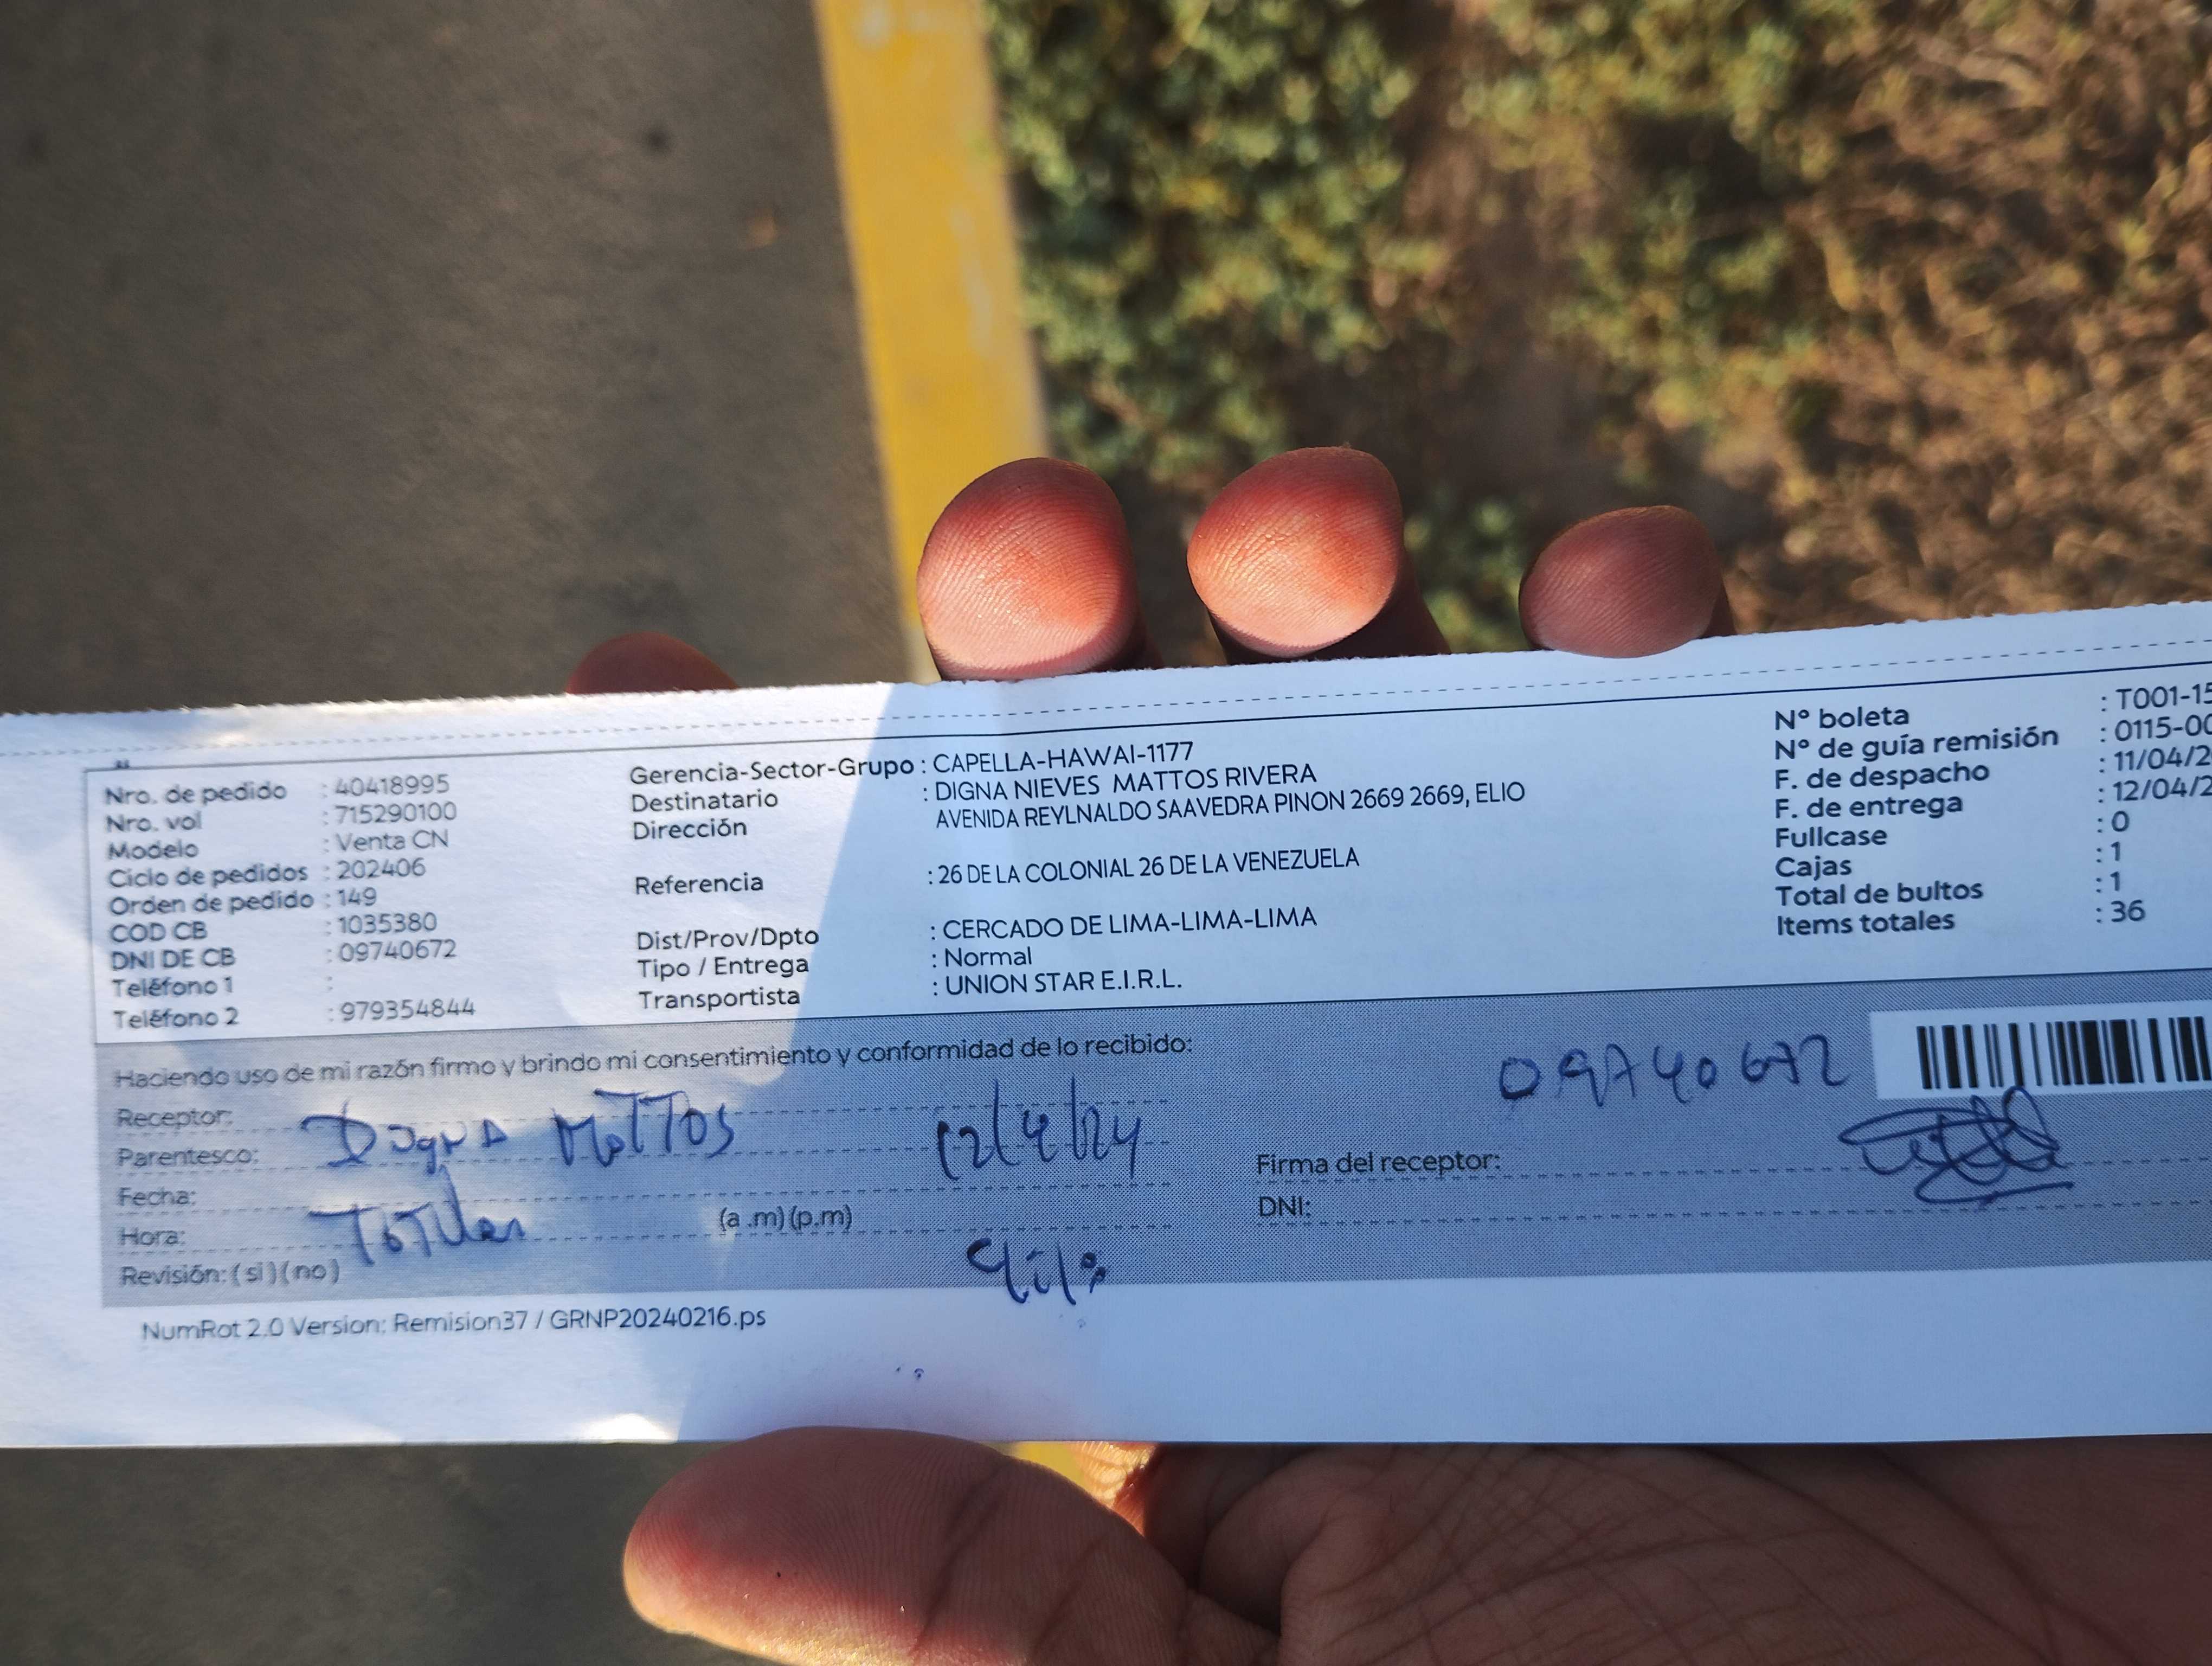 Nro. de pedido : 40418995
Nro. vol : 715290100
Modelo : Venta CN
Ciclo de pedidos : 202406
Orden de pedido : 149
COD CB : 1035380
DNI DE CB : 09740672
Teléfono 1 :
Teléfono 2 : 979354844
Gerencia-Sector-Grupo : CAPELLA-HAWAI-1177
Destinatario : DIGNA NIEVES MATTOS RIVERA
Dirección AVENIDA REYLNALDO SAAVEDRA PINON 2669 2669, ELIO
Referencia : 26 DE LA COLONIAL 26 DE LA VENEZUELA
Dist/Prov/Dpto : CERCADO DE LIMA-LIMA-LIMA
Tipo / Entrega : Normal
Transportista : UNION STAR E.I.R.L.
N° boleta : T001-15
N° de guía remisión : 0115-00
F. de despacho : 11/04/2
F. de entrega : 12/04/2
Fullcase : 0
Cajas : 1
Total de bultos : 1
Items totales : 36
Haciendo uso de mi razón firmo y brindo mi consentimiento y conformidad de lo recibido:
09740672
Receptor: Digna Mattos 12/4/24
Parentesco:
Fecha:
Hora: Titular (a .m) (p.m)
Revisión: ( si ) ( no )
Firma del receptor:
DNI:
NumRot 2.0 Version: Remision37 / GRNP20240216.ps